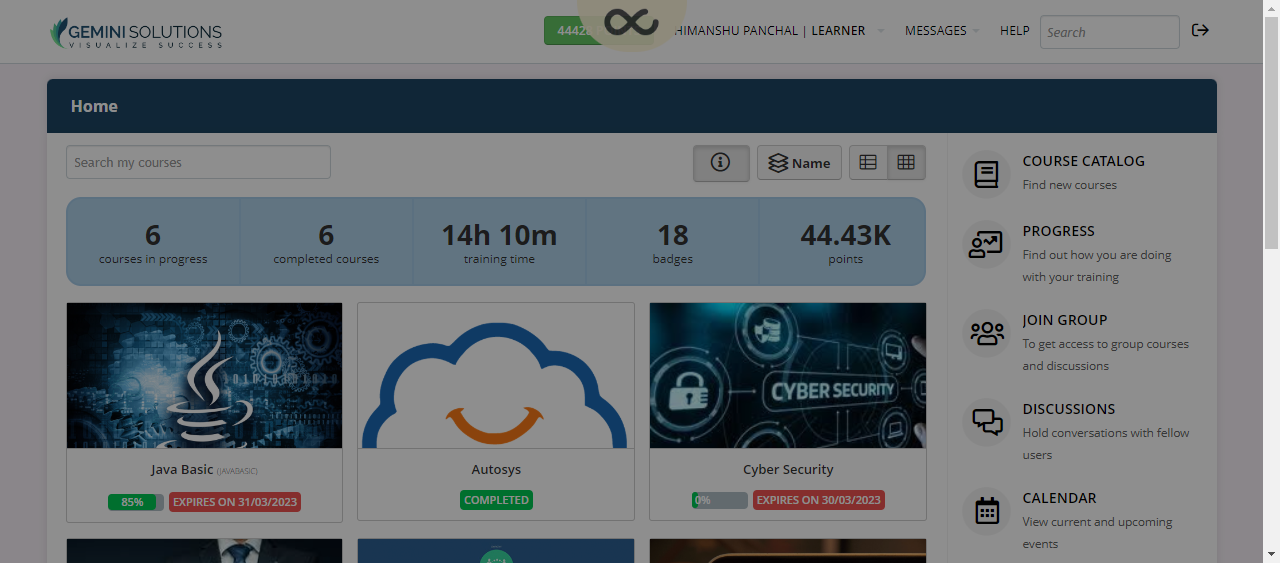 GEMINI SOLUTIONS
VISUALIZE SUCCESS
HIMANSHU PANCHAL | LEARNER
MESSAGES
HELP
Search
Home
Search my courses
Name
6
courses in progress
6
completed courses
14h 10m
training time
18
badges
44.43K
points
Java Basic (JAVABASIC)
85%
EXPIRES ON 31/03/2023
Autosys
COMPLETED
CYBER SECURITY
Cyber Security
0%
EXPIRES ON 30/03/2023
COURSE CATALOG
Find new courses
PROGRESS
Find out how you are doing
with your training
JOIN GROUP
To get access to group courses
and discussions
DISCUSSIONS
Hold conversations with fellow
users
CALENDAR
View current and upcoming
events